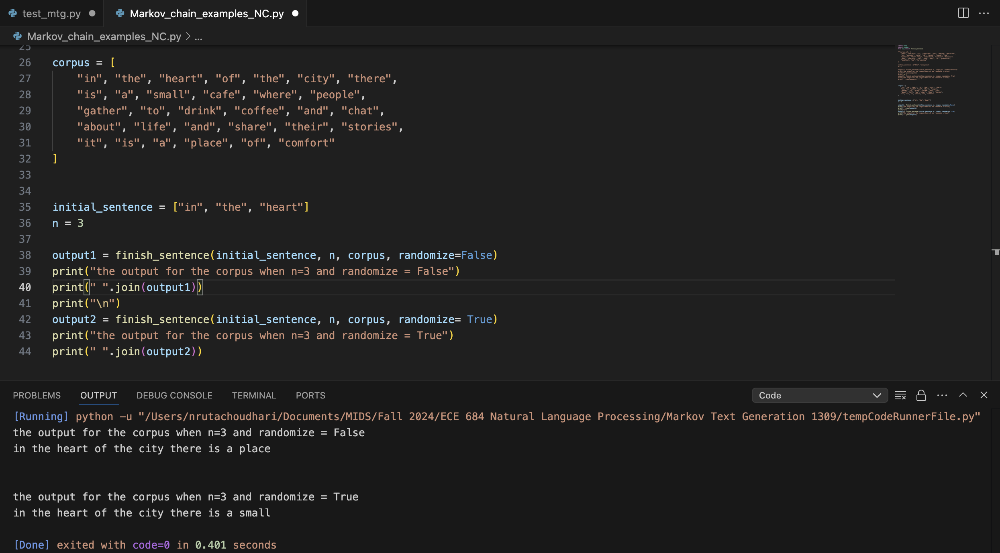 test_mtg.py
Markov_chain_examples_NC.py
Markov_chain_examples_NC.py > ...
25
26 corpus = [
27 "in", "the", "heart", "of", "the", "city", "there",
28 "is", "a", "small", "cafe", "where", "people",
29 "gather", "to", "drink", "coffee", "and", "chat",
30 "about", "life", "and", "share", "their", "stories",
31 "it", "is", "a", "place", "of", "comfort"
32 ]
33
34
35 initial_sentence = ["in", "the", "heart"]
36 n = 3
37
38 output1 = finish_sentence(initial_sentence, n, corpus, randomize=False)
39 print("the output for the corpus when n=3 and randomize = False")
40 print(" ".join(output1))
41 print("\n")
42 output2 = finish_sentence(initial_sentence, n, corpus, randomize= True)
43 print("the output for the corpus when n=3 and randomize = True")
44 print(" ".join(output2))
PROBLEMS OUTPUT DEBUG CONSOLE TERMINAL PORTS Code
[Running] python -u "/Users/nrutachoudhari/Documents/MIDS/Fall 2024/ECE 684 Natural Language Processing/Markov Text Generation 1309/tempCodeRunnerFile.py"
the output for the corpus when n=3 and randomize = False
in the heart of the city there is a place
the output for the corpus when n=3 and randomize = True
in the heart of the city there is a small
[Done] exited with code=0 in 0.401 seconds